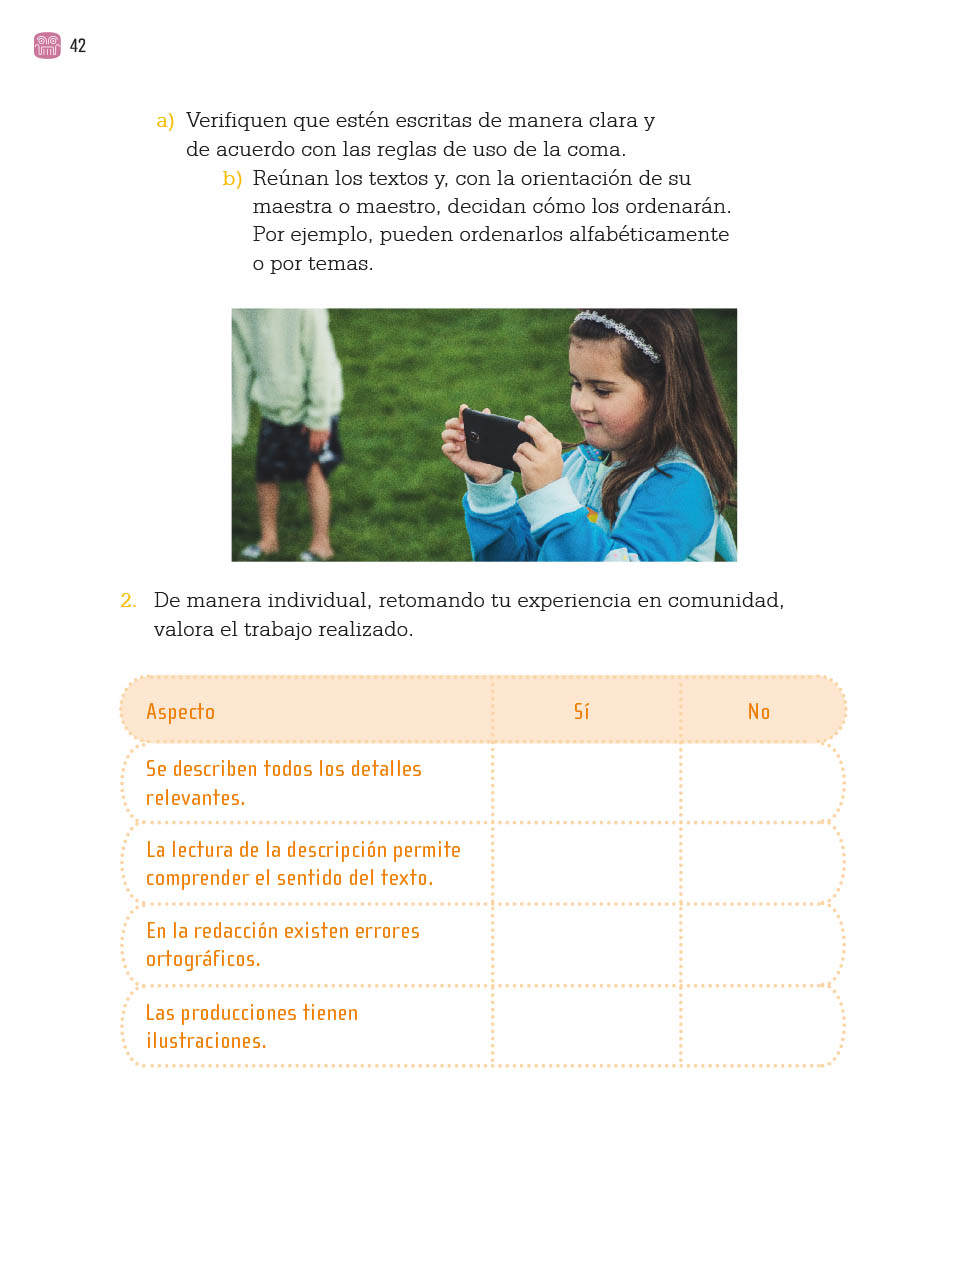 42
a) Verifiquen que estén escritas de manera clara y
de acuerdo con las reglas de uso de la coma.
b) Reúnan los textos y, con la orientación de su
maestra o maestro, decidan cómo los ordenarán.
Por ejemplo, pueden ordenarlos alfabéticamente
o por temas.
2. De manera individual, retomando tu experiencia en comunidad,
valora el trabajo realizado.
Aspecto Sí No
Se describen todos los detalles
relevantes.
La lectura de la descripción permite
comprender el sentido del texto.
En la redacción existen errores
ortográficos.
Las producciones tienen
ilustraciones.